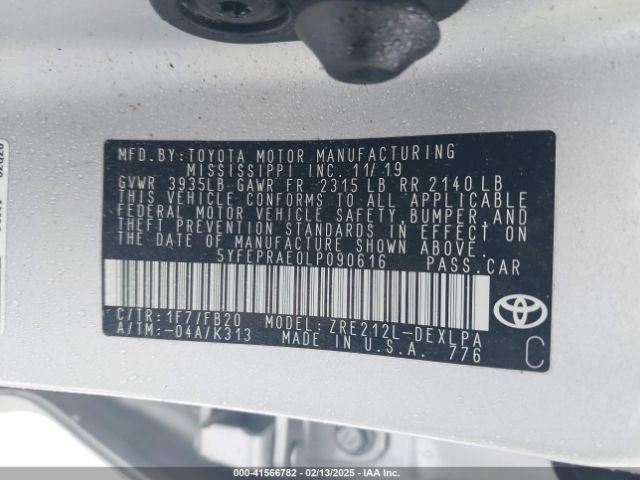 MFD.BY:TOYOTA MOTOR MANUFACTURING
MISSISSIPPI INC. 11/19
GVWR 3935LB GAWR FR 2315 LB RR 2140 LB
THIS VEHICLE CONFORMS TO ALL APPLICABLE
FEDERAL MOTOR VEHICLE SAFETY, BUMPER, AND
THEFT PREVENTION STANDARDS IN EFFECT ON
THE DATE OF MANUFACTURE SHOWN ABOVE.
5YFEPRAE0LP090616 PASS.CAR
C/TR:1F7/FB20 MODEL: ZRE212L-DEXLPA
A/TM:-04A/K313 MADE IN U.S.A. 776
C
000-41566782 - 02/13/2025 - IAA Inc.